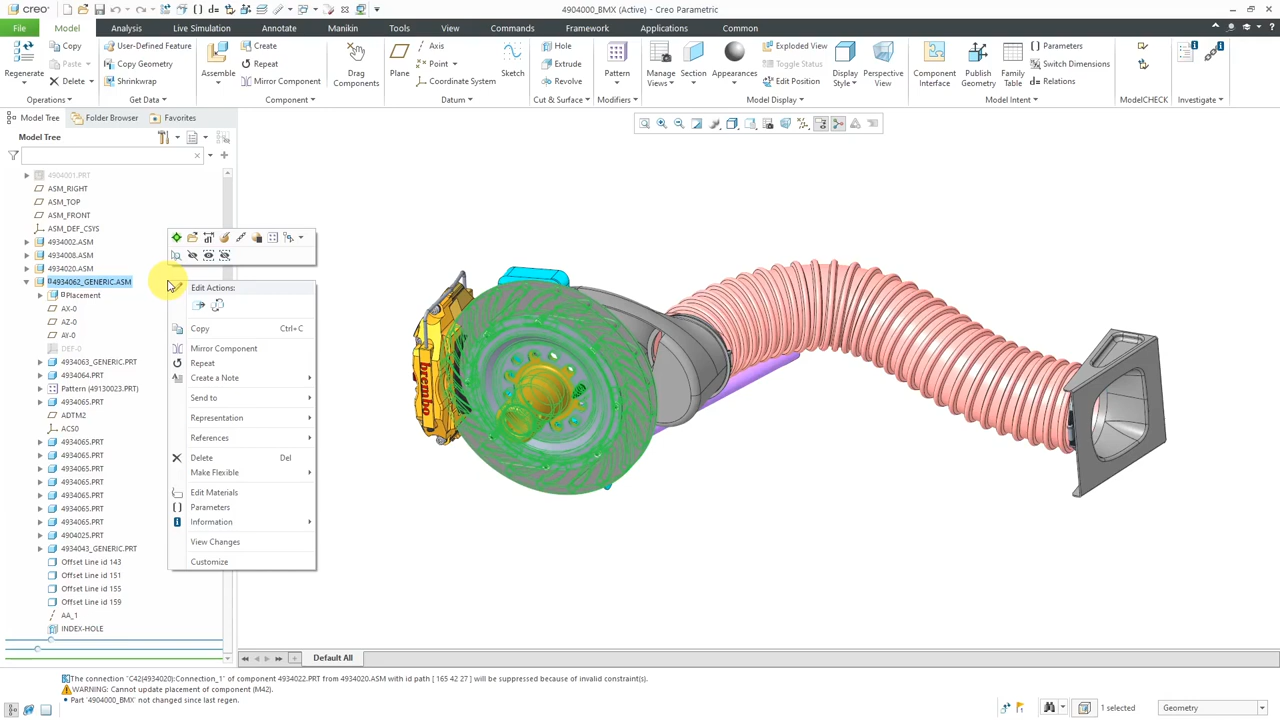 creo
4904000_BMX (Active) - Creo Parametric
File
Model
Analysis
Live Simulation
Annotate
Manikin
Tools
View
Commands
Framework
Applications
Common
Regenerate
Copy
Paste
Delete
Operations
User-Defined Feature
Copy Geometry
Shrinkwrap
Get Data
Assemble
Create
Repeat
Mirror Component
Component
Drag Components
Plane
Axis
Point
Coordinate System
Sketch
Datum
Hole
Extrude
Revolve
Cut & Surface
Pattern
Modifiers
Manage Views
Section
Appearances
Exploded View
Toggle Status
Edit Position
Display Style
Perspective View
Model Display
Component Interface
Publish Geometry
Family Table
Parameters
Switch Dimensions
Relations
Model Intent
ModelCHECK
Investigate
Model Tree
Folder Browser
Favorites
Model Tree
4904001.PRT
ASM_RIGHT
ASM_TOP
ASM_FRONT
ASM_DEF_CSYS
4934002.ASM
4934008.ASM
4934020.ASM
4934062_GENERIC.ASM
Placement
AX-0
AZ-0
AY-0
DEF-0
4934063_GENERIC.PRT
4934064.PRT
Pattern (49130023.PRT)
4934065.PRT
ADTM2
ACS0
4934065.PRT
4934065.PRT
4934065.PRT
4934065.PRT
4934065.PRT
4934065.PRT
4934065.PRT
4904025.PRT
4934043_GENERIC.PRT
Offset Line id 143
Offset Line id 151
Offset Line id 155
Offset Line id 159
AA_1
INDEX-HOLE
Edit Actions:
Copy Ctrl+C
Mirror Component
Repeat
Create a Note
Send to
Representation
References
Delete Del
Make Flexible
Edit Materials
Parameters
Information
View Changes
Customize
brembo
Default All
The connection 'C42(4934020):Connection_1' of component 4934022.PRT from 4934020.ASM with id path [ 165 42 27 ] will be suppressed because of invalid constraint(s).
WARNING: Cannot update placement of component (M42).
Part '4904000_BMX' not changed since last regen.
1 selected
Geometry